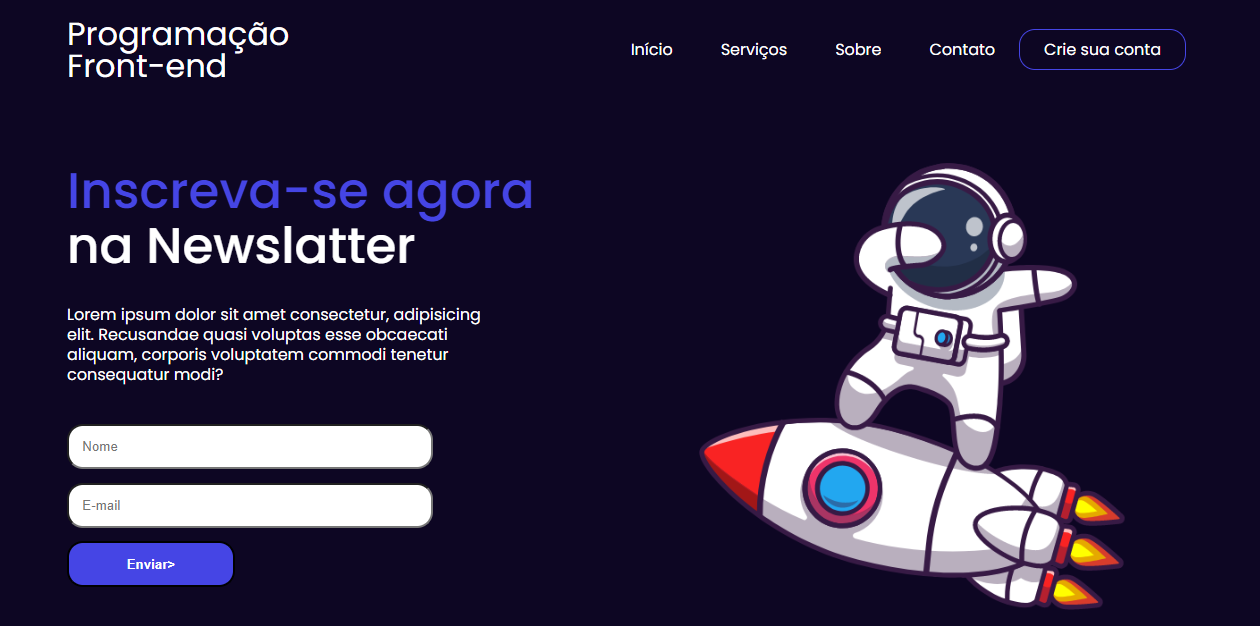 Programação
Front-end
Início
Serviços
Sobre
Contato
Crie sua conta
Inscreva-se agora
na Newslatter
Lorem ipsum dolor sit amet consectetur, adipisicing
elit. Recusandae quasi voluptas esse obcaecati
aliquam, corporis voluptatem commodi tenetur
consequatur modi?
Nome
E-mail
Enviar>